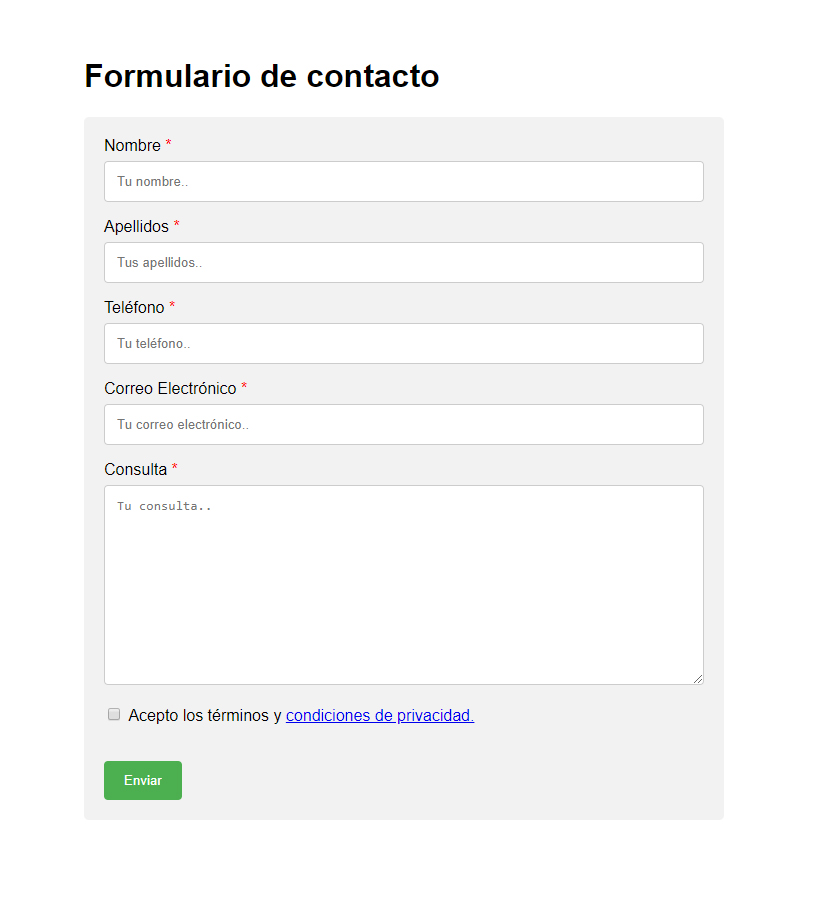 Formulario de contacto
Nombre *
Tu nombre..
Apellidos *
Tus apellidos..
Teléfono *
Tu teléfono..
Correo Electrónico *
Tu correo electrónico..
Consulta *
Tu consulta..
Acepto los términos y condiciones de privacidad.
Enviar